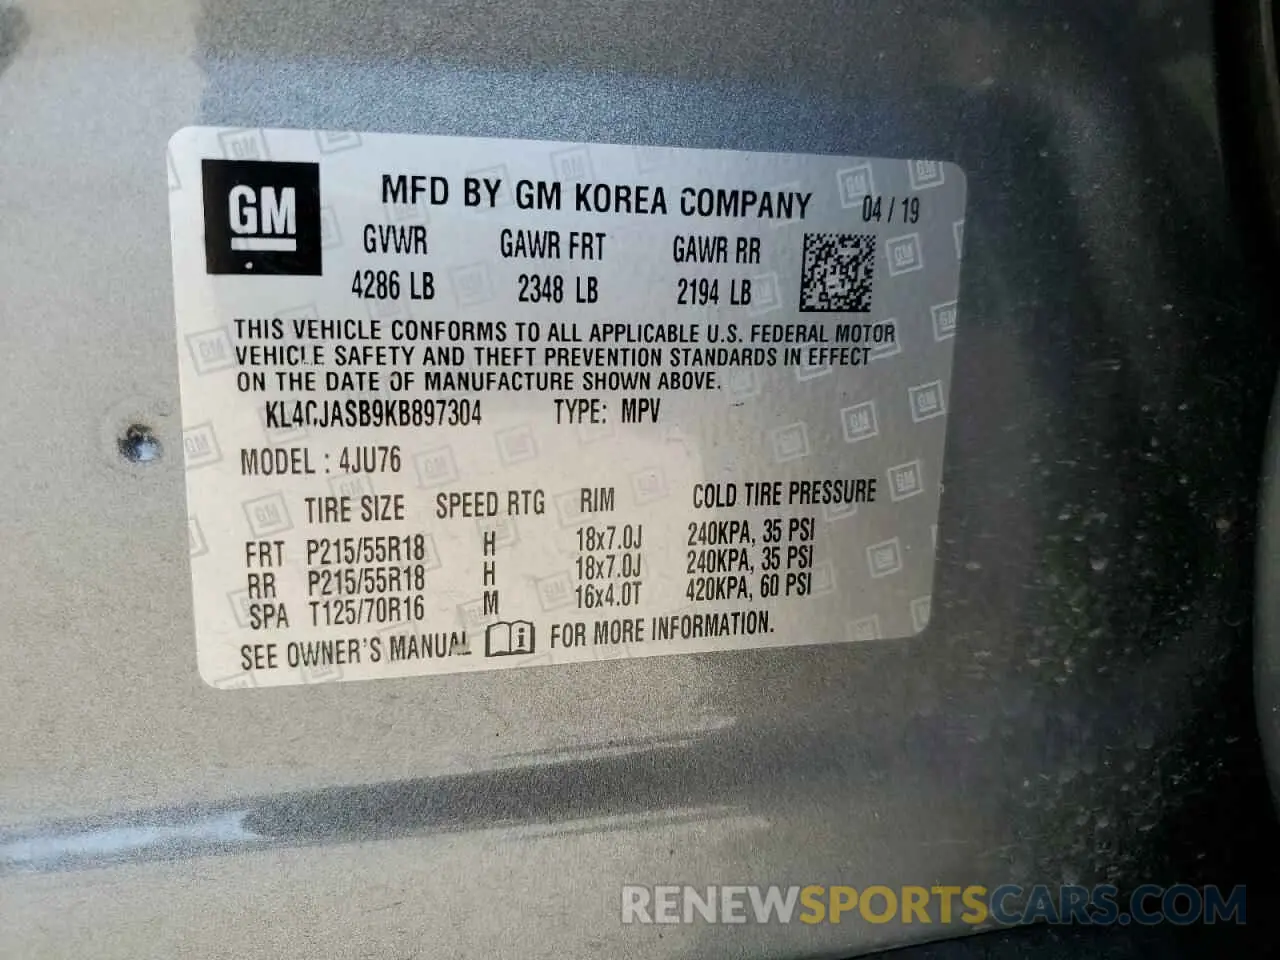 GM
MFD BY GM KOREA COMPANY 04 / 19
GVWR GAWR FRT GAWR RR
4286 LB 2348 LB 2194 LB
THIS VEHICLE CONFORMS TO ALL APPLICABLE U.S. FEDERAL MOTOR
VEHICLE SAFETY AND THEFT PREVENTION STANDARDS IN EFFECT
ON THE DATE OF MANUFACTURE SHOWN ABOVE.
KL4CJASB9KB897304 TYPE: MPV
MODEL : 4JU76
TIRE SIZE SPEED RTG RIM COLD TIRE PRESSURE
FRT P215/55R18 H 18x7.0J 240KPA, 35 PSI
RR P215/55R18 H 18x7.0J 240KPA, 35 PSI
SPA T125/70R16 M 16x4.0T 420KPA, 60 PSI
SEE OWNER'S MANUAL FOR MORE INFORMATION.
RENEWSPORTSCARS.COM